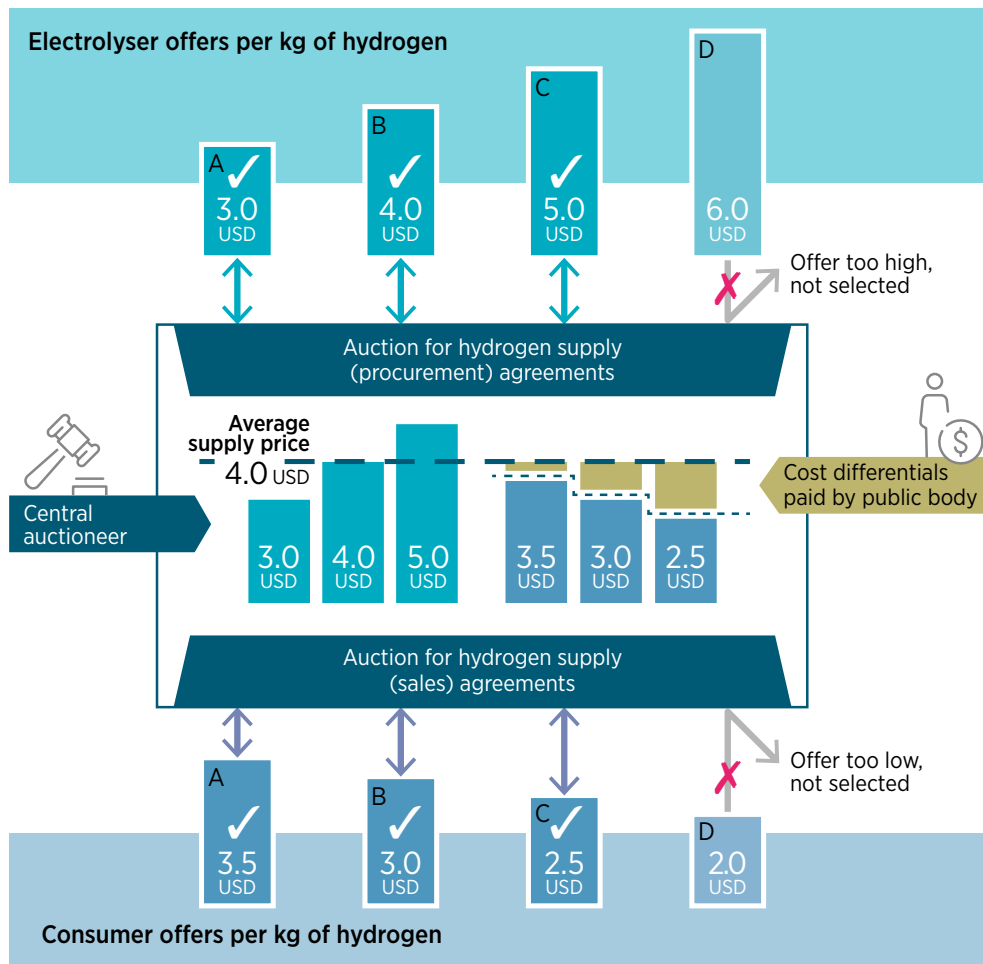 Electrolyser offers per kg of hydrogen
A
3.0
USD
B
4.0
USD
C
5.0
USD
D
6.0
USD
Offer too high,
not selected
Auction for hydrogen supply
(procurement) agreements
Central
auctioneer
Average
supply price
4.0 USD
3.0
USD
4.0
USD
5.0
USD
3.5
USD
3.0
USD
2.5
USD
$
Cost differentials
paid by public body
Auction for hydrogen supply
(sales) agreements
A
3.5
USD
B
3.0
USD
C
2.5
USD
D
2.0
USD
Offer too low,
not selected
Consumer offers per kg of hydrogen